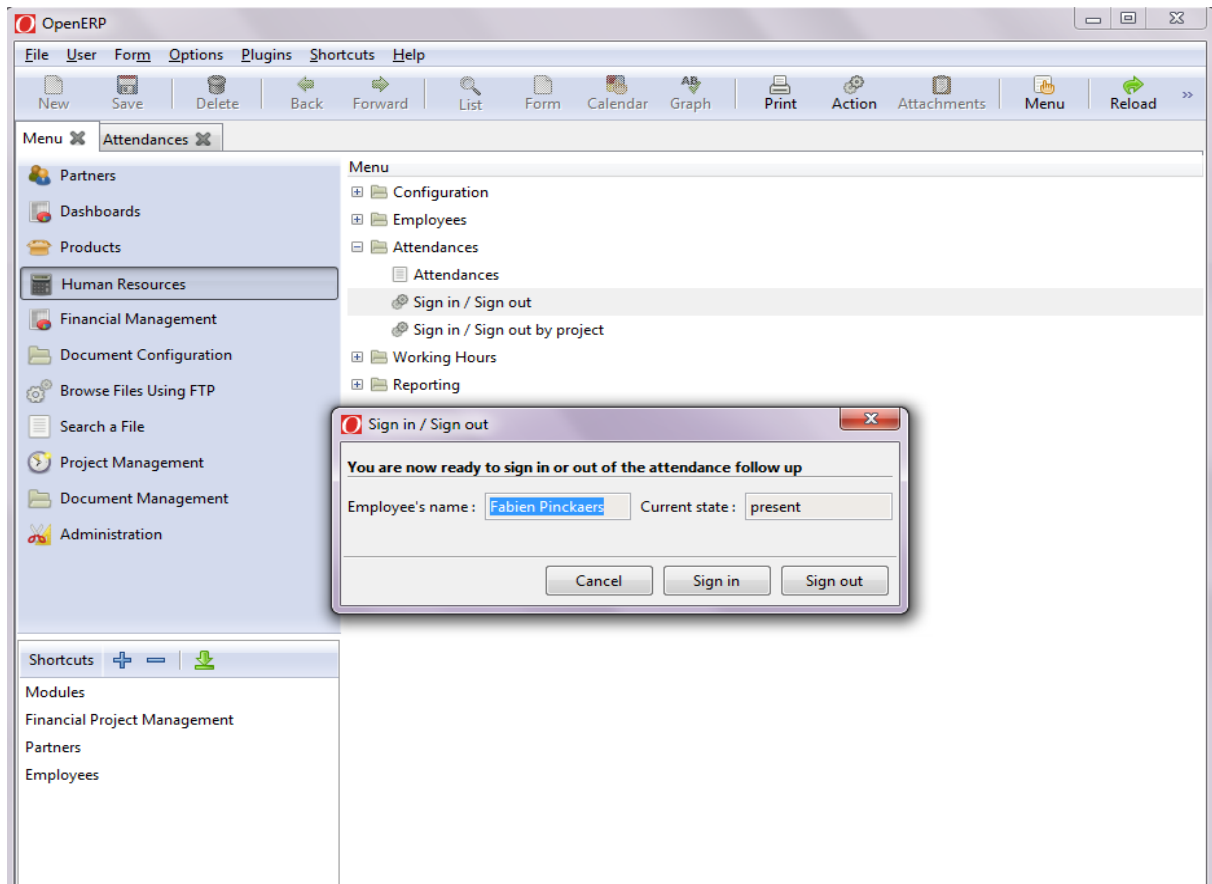 OpenERP
File User Form Options Plugins Shortcuts Help
New Save Delete Back Forward List Form Calendar Graph Print Action Attachments Menu Reload »
Menu Attendances
Partners
Dashboards
Products
Human Resources
Financial Management
Document Configuration
Browse Files Using FTP
Search a File
Project Management
Document Management
Administration
Menu
Configuration
Employees
Attendances
Attendances
Sign in / Sign out
Sign in / Sign out by project
Working Hours
Reporting
Sign in / Sign out
You are now ready to sign in or out of the attendance follow up
Employee's name : Fabien Pinckaers Current state : present
Cancel Sign in Sign out
Shortcuts
Modules
Financial Project Management
Partners
Employees